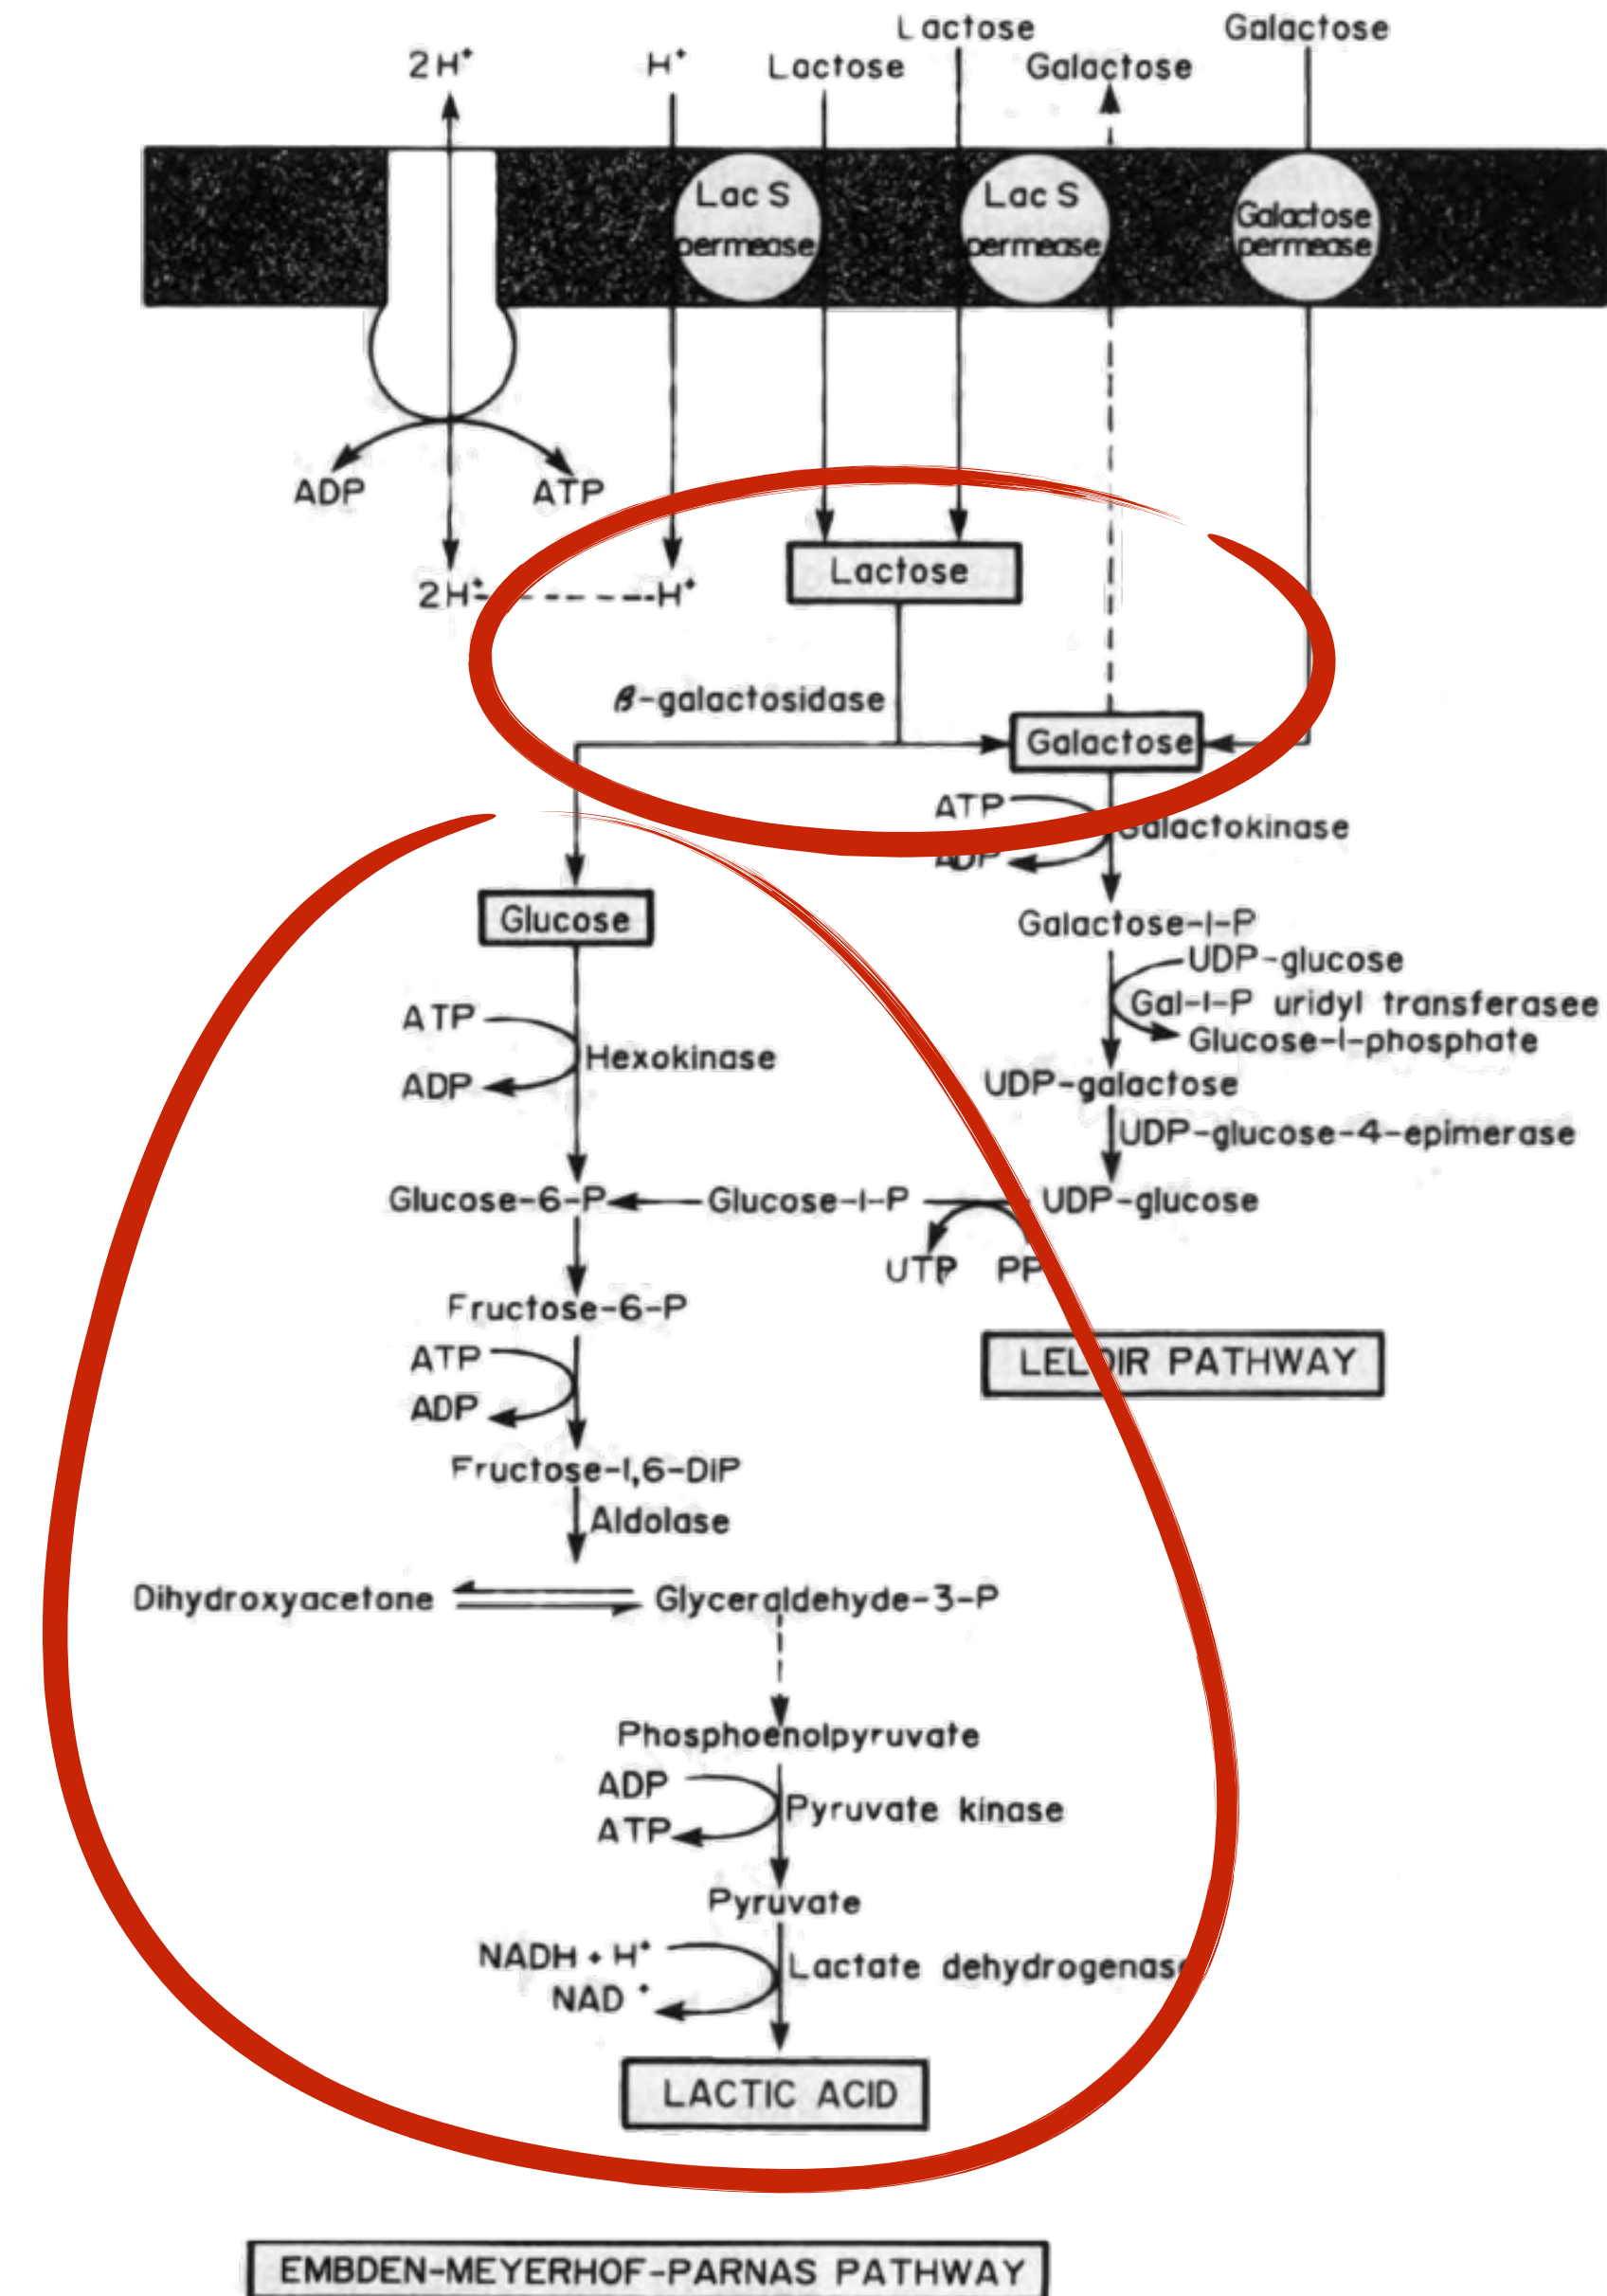 Lactose
Galactose
2H⁺
H⁺
Lactose
Galactose
Lac S
permease
Lac S
permease
Galactose
permease
ADP
ATP
2H⁺
H⁺
Lactose
β-galactosidase
Galactose
ATP
Galactokinase
ADP
Glucose
Galactose-1-P
UDP-glucose
Gal-1-P uridyl transferasee
Glucose-1-phosphate
ATP
Hexokinase
ADP
UDP-galactose
UDP-glucose-4-epimerase
Glucose-6-P
Glucose-1-P
UDP-glucose
UTP
PP
Fructose-6-P
ATP
ADP
LELOIR PATHWAY
Fructose-1,6-DiP
Aldolase
Dihydroxyacetone
Glyceraldehyde-3-P
Phosphoenolpyruvate
ADP
Pyruvate kinase
ATP
Pyruvate
NADH + H⁺
Lactate dehydrogenase
NAD⁺
LACTIC ACID
EMBDEN-MEYERHOF-PARNAS PATHWAY